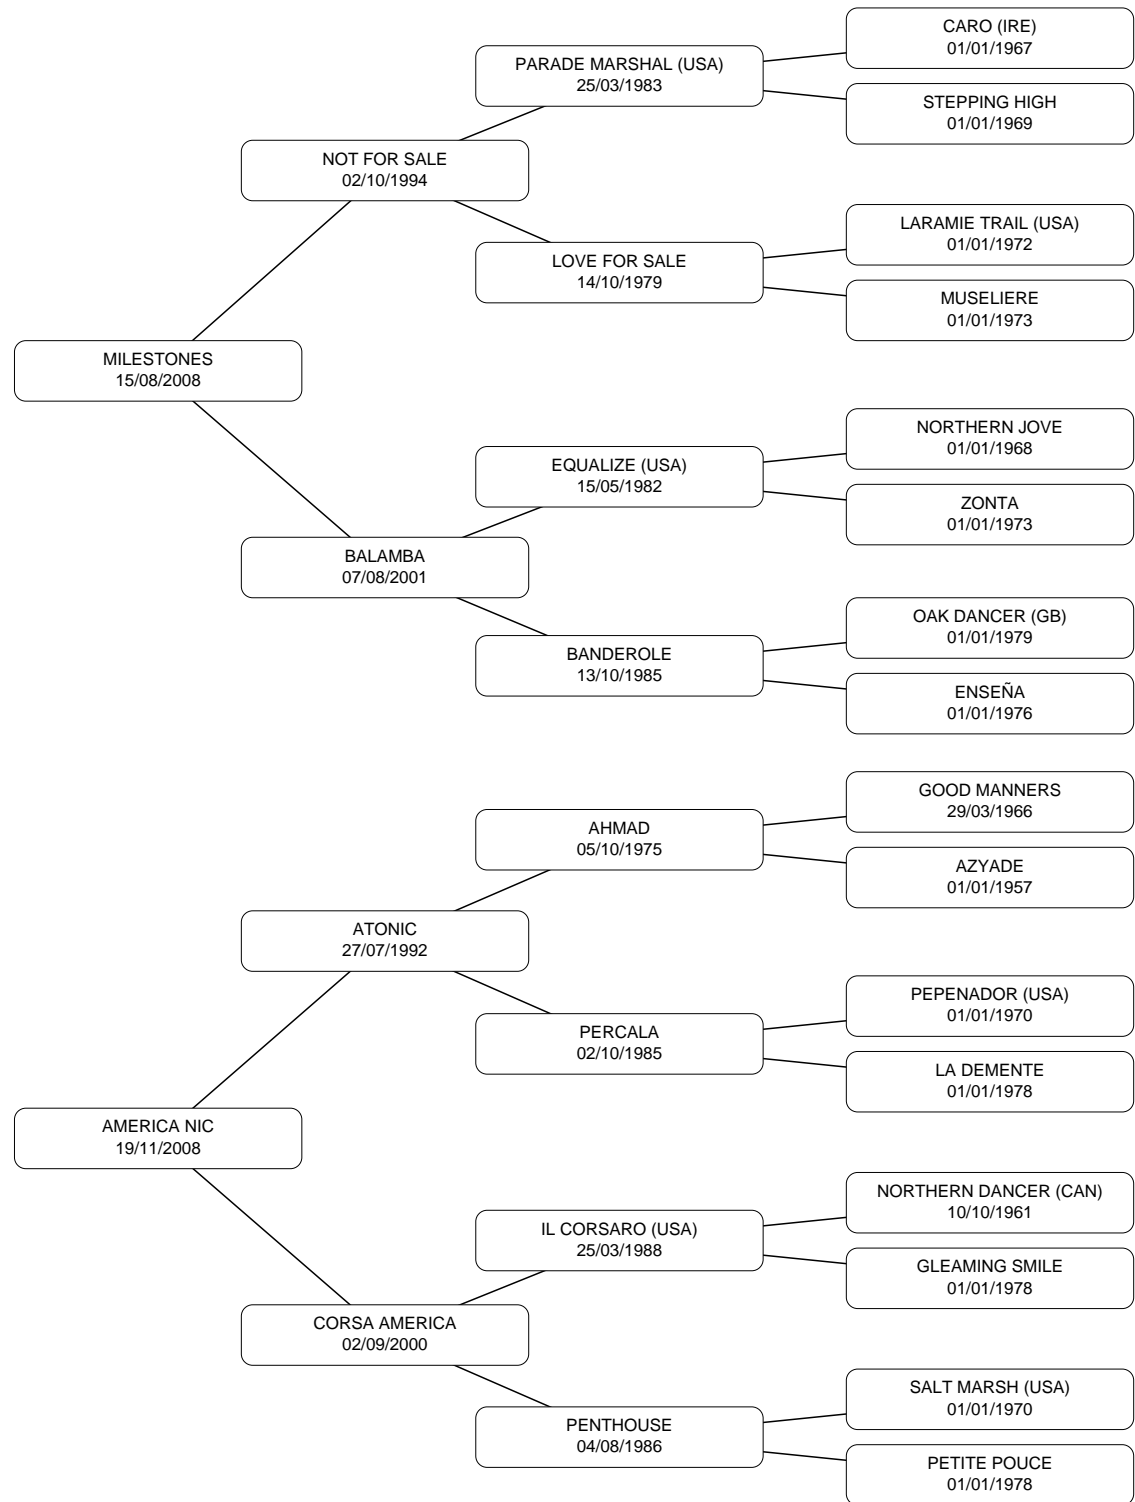 CARO (IRE)
01/01/1967
PARADE MARSHAL (USA)
25/03/1983
STEPPING HIGH
01/01/1969
NOT FOR SALE
02/10/1994
LARAMIE TRAIL (USA)
01/01/1972
LOVE FOR SALE
14/10/1979
MUSELIERE
01/01/1973
MILESTONES
15/08/2008
NORTHERN JOVE
01/01/1968
EQUALIZE (USA)
15/05/1982
ZONTA
01/01/1973
BALAMBA
07/08/2001
OAK DANCER (GB)
01/01/1979
BANDEROLE
13/10/1985
ENSEÑA
01/01/1976
GOOD MANNERS
29/03/1966
AHMAD
05/10/1975
AZYADE
01/01/1957
ATONIC
27/07/1992
PEPENADOR (USA)
01/01/1970
PERCALA
02/10/1985
LA DEMENTE
01/01/1978
AMERICA NIC
19/11/2008
NORTHERN DANCER (CAN)
10/10/1961
IL CORSARO (USA)
25/03/1988
GLEAMING SMILE
01/01/1978
CORSA AMERICA
02/09/2000
SALT MARSH (USA)
01/01/1970
PENTHOUSE
04/08/1986
PETITE POUCE
01/01/1978